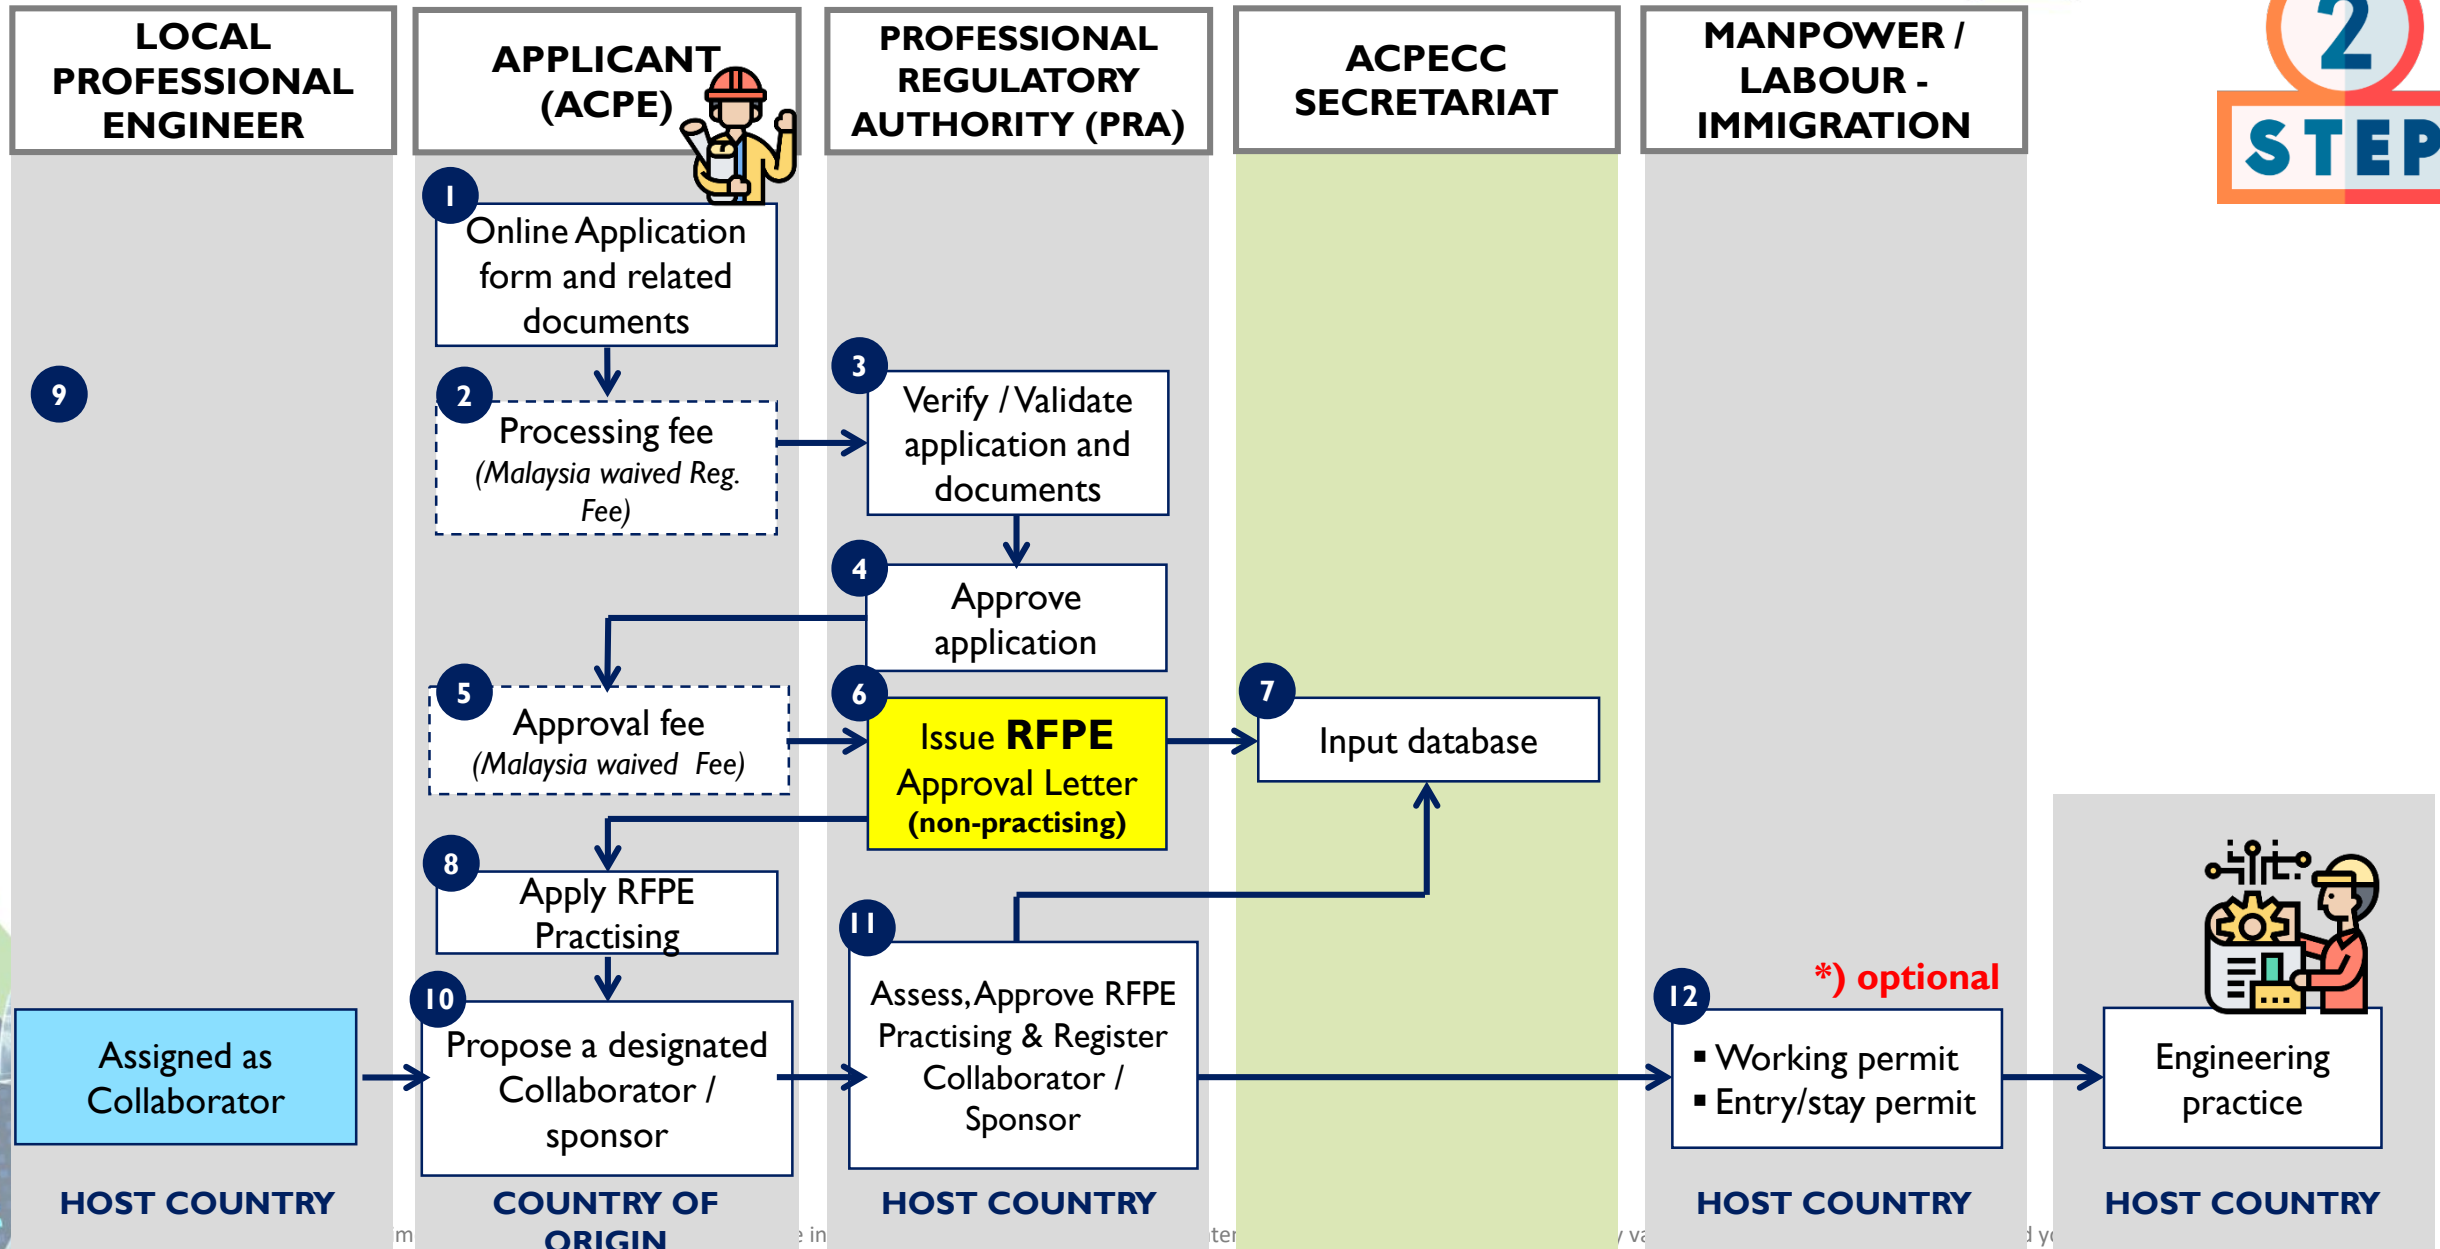 LOCAL
PROFESSIONAL
ENGINEER
APPLICANT
(ACPE)
PROFESSIONAL
REGULATORY
AUTHORITY (PRA)
ACPECC
SECRETARIAT
MANPOWER /
LABOUR -
IMMIGRATION
2
STEP
1
Online Application
form and related
documents
9
2
Processing fee
(Malaysia waived Reg.
Fee)
3
Verify / Validate
application and
documents
4
Approve
application
5
Approval fee
(Malaysia waived Fee)
6
Issue RFPE
Approval Letter
(non-practising)
7
Input database
8
Apply RFPE
Practising
Assigned as
Collaborator
10
Propose a designated
Collaborator /
sponsor
11
Assess, Approve RFPE
Practising & Register
Collaborator /
Sponsor
*) optional
12
▪ Working permit
▪ Entry/stay permit
Engineering
practice
HOST COUNTRY
COUNTRY OF
ORIGIN
HOST COUNTRY
HOST COUNTRY
HOST COUNTRY